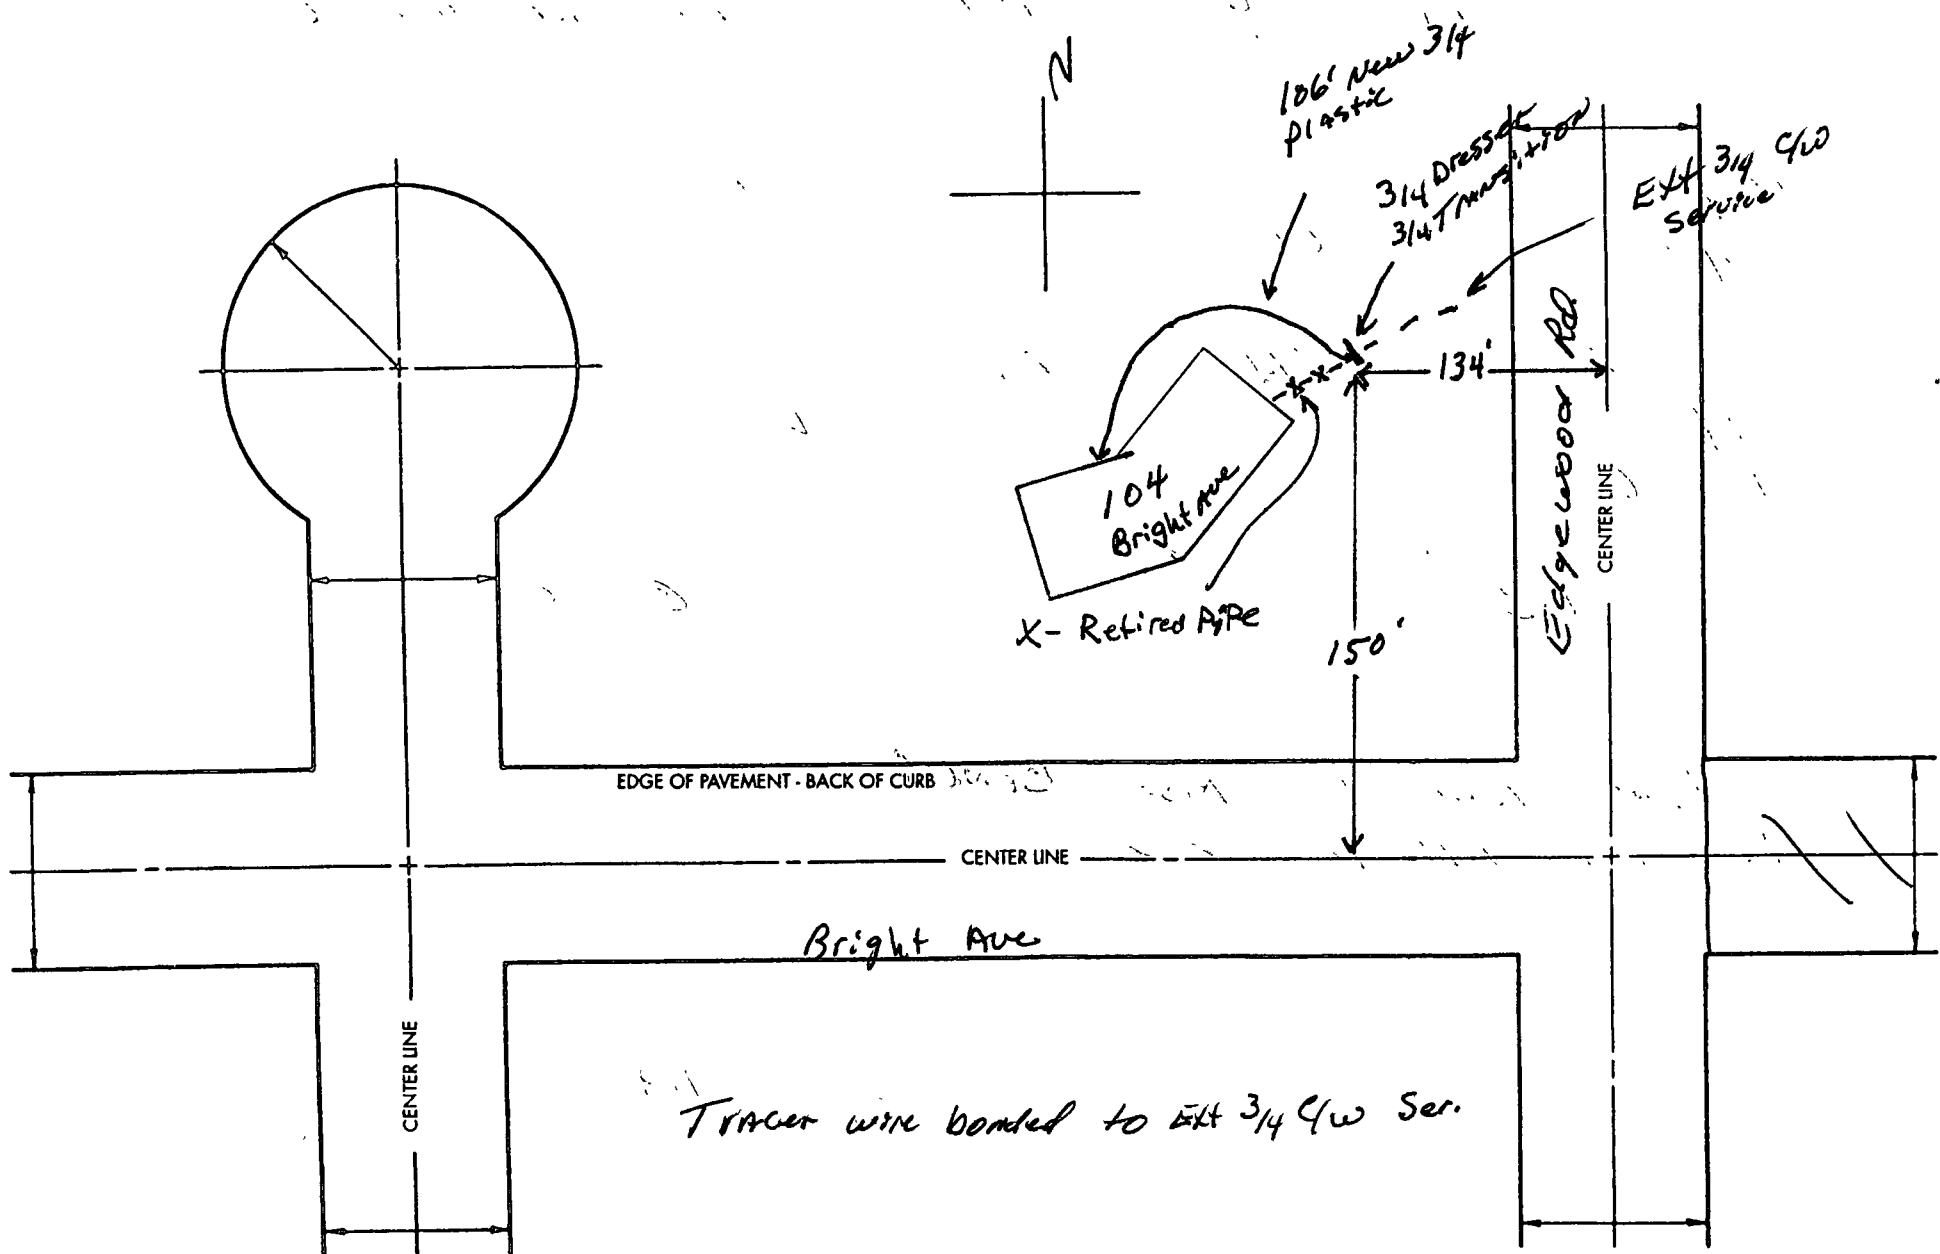 N
106' New 3/4
Plastic
3/4 Dresser
3/4 Transition
Ext 3/4 C/W
Service
134'
Edgewood Rd.
CENTER LINE
104
Bright Ave
X- Retired Pipe
150'
EDGE OF PAVEMENT - BACK OF CURB
CENTER LINE
Bright Ave
CENTER LINE
Tracer wire bonded to Ext 3/4 C/W Ser.